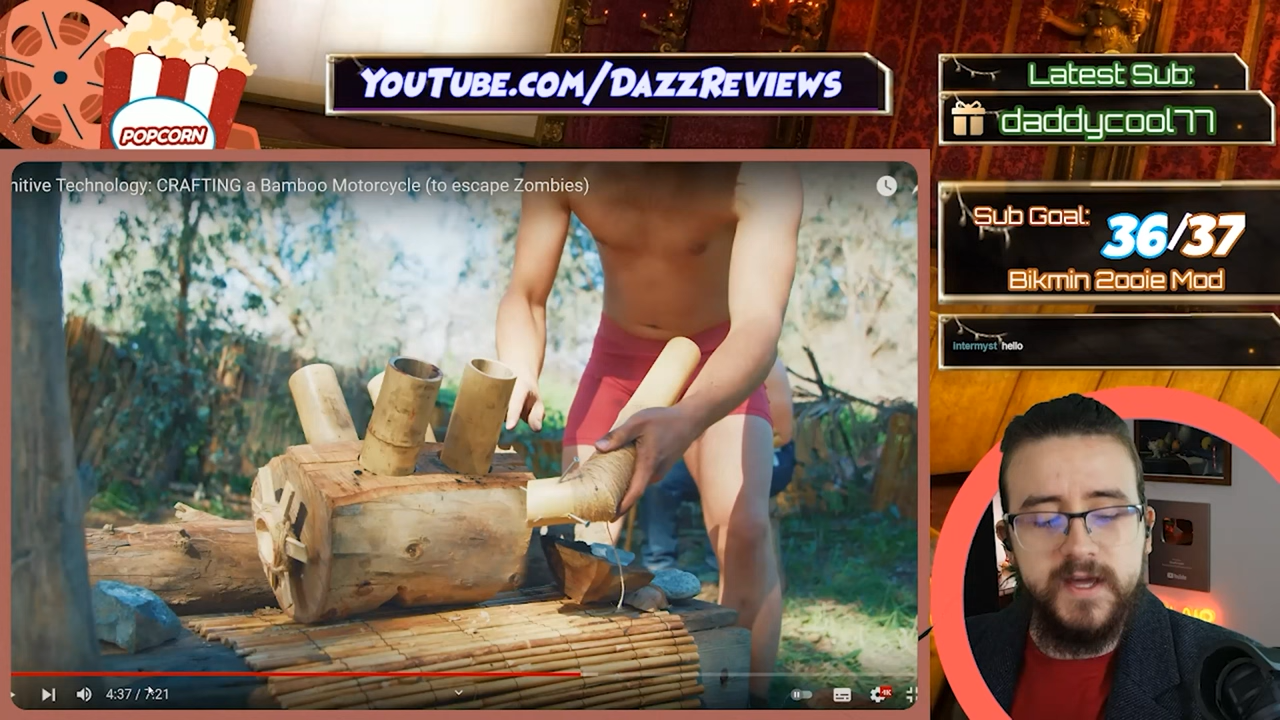 POPCORN
YouTube.com/DazzReviews
Latest Sub:
daddycool77
nitive Technology: CRAFTING a Bamboo Motorcycle (to escape Zombies)
Sub Goal:
36/37
Bikmin 2ooie Mod
intermyst hello
4:37 / 7:21
4K